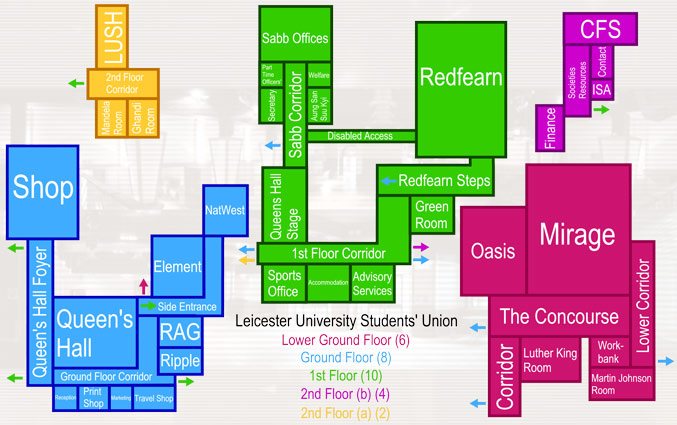 LUSH
2nd Floor
Corridor
Mandela
Room
Ghandi
Room
Sabb Offices
Part
Time
Officers'
Welfare
Secretary
Aung San
Suu Kyi
Sabb Corridor
Disabled Access
Redfearn
Redfearn Steps
Green
Room
Queens Hall
Stage
1st Floor Corridor
Sports
Office
Accommodation
Advisory
Services
CFS
Societies
Resources
Contact
ISA
Finance
Shop
Queen's Hall Foyer
NatWest
Element
Side Entrance
Queen's
Hall
RAG
Ripple
Ground Floor Corridor
Reception
Print
Shop
Marketing
Travel Shop
Oasis
Mirage
The Concourse
Lower Corridor
Corridor
Luther King
Room
Work-
bank
Martin Johnson
Room
Leicester University Students' Union
Lower Ground Floor (6)
Ground Floor (8)
1st Floor (10)
2nd Floor (b) (4)
2nd Floor (a) (2)